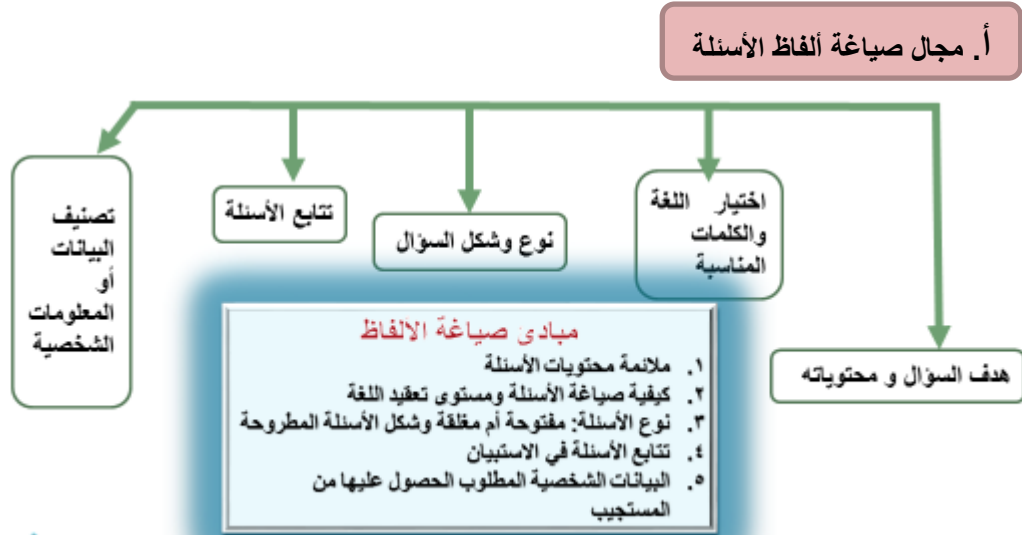 أ. مجال صياغة ألفاظ الأسئلة
هدف السؤال و محتوياته
اختيار اللغة
والكلمات
المناسبة
نوع وشكل السؤال
تتابع الأسئلة
تصنيف
البيانات
أو
المعلومات
الشخصية
مبادئ صياغة الألفاظ
١. ملائمة محتويات الأسئلة
٢. كيفية صياغة الأسئلة ومستوى تعقيد اللغة
٣. نوع الأسئلة: مفتوحة أم مغلقة وشكل الأسئلة المطروحة
٤. تتابع الأسئلة في الاستبيان
٥. البيانات الشخصية المطلوب الحصول عليها من
المستجيب